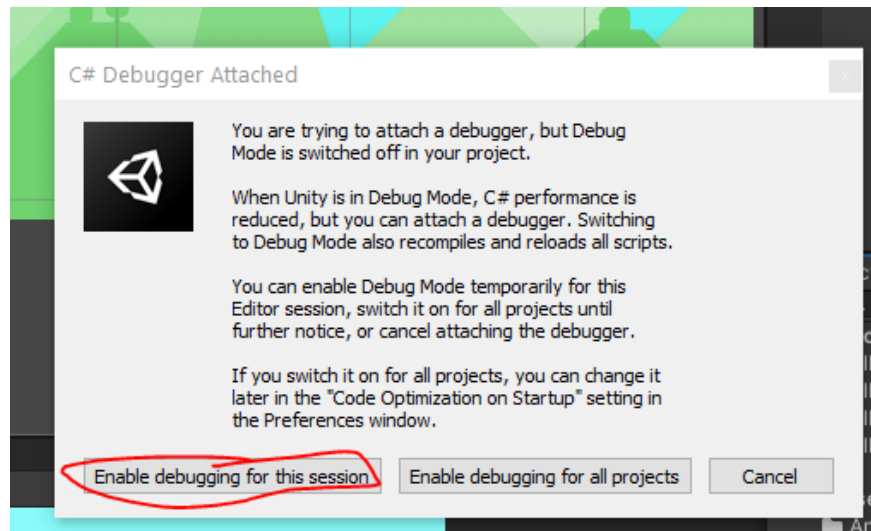 C# Debugger Attached
x
You are trying to attach a debugger, but Debug
Mode is switched off in your project.
When Unity is in Debug Mode, C# performance is
reduced, but you can attach a debugger. Switching
to Debug Mode also recompiles and reloads all scripts.
You can enable Debug Mode temporarily for this
Editor session, switch it on for all projects until
further notice, or cancel attaching the debugger.
If you switch it on for all projects, you can change it
later in the "Code Optimization on Startup" setting in
the Preferences window.
Enable debugging for this session Enable debugging for all projects Cancel